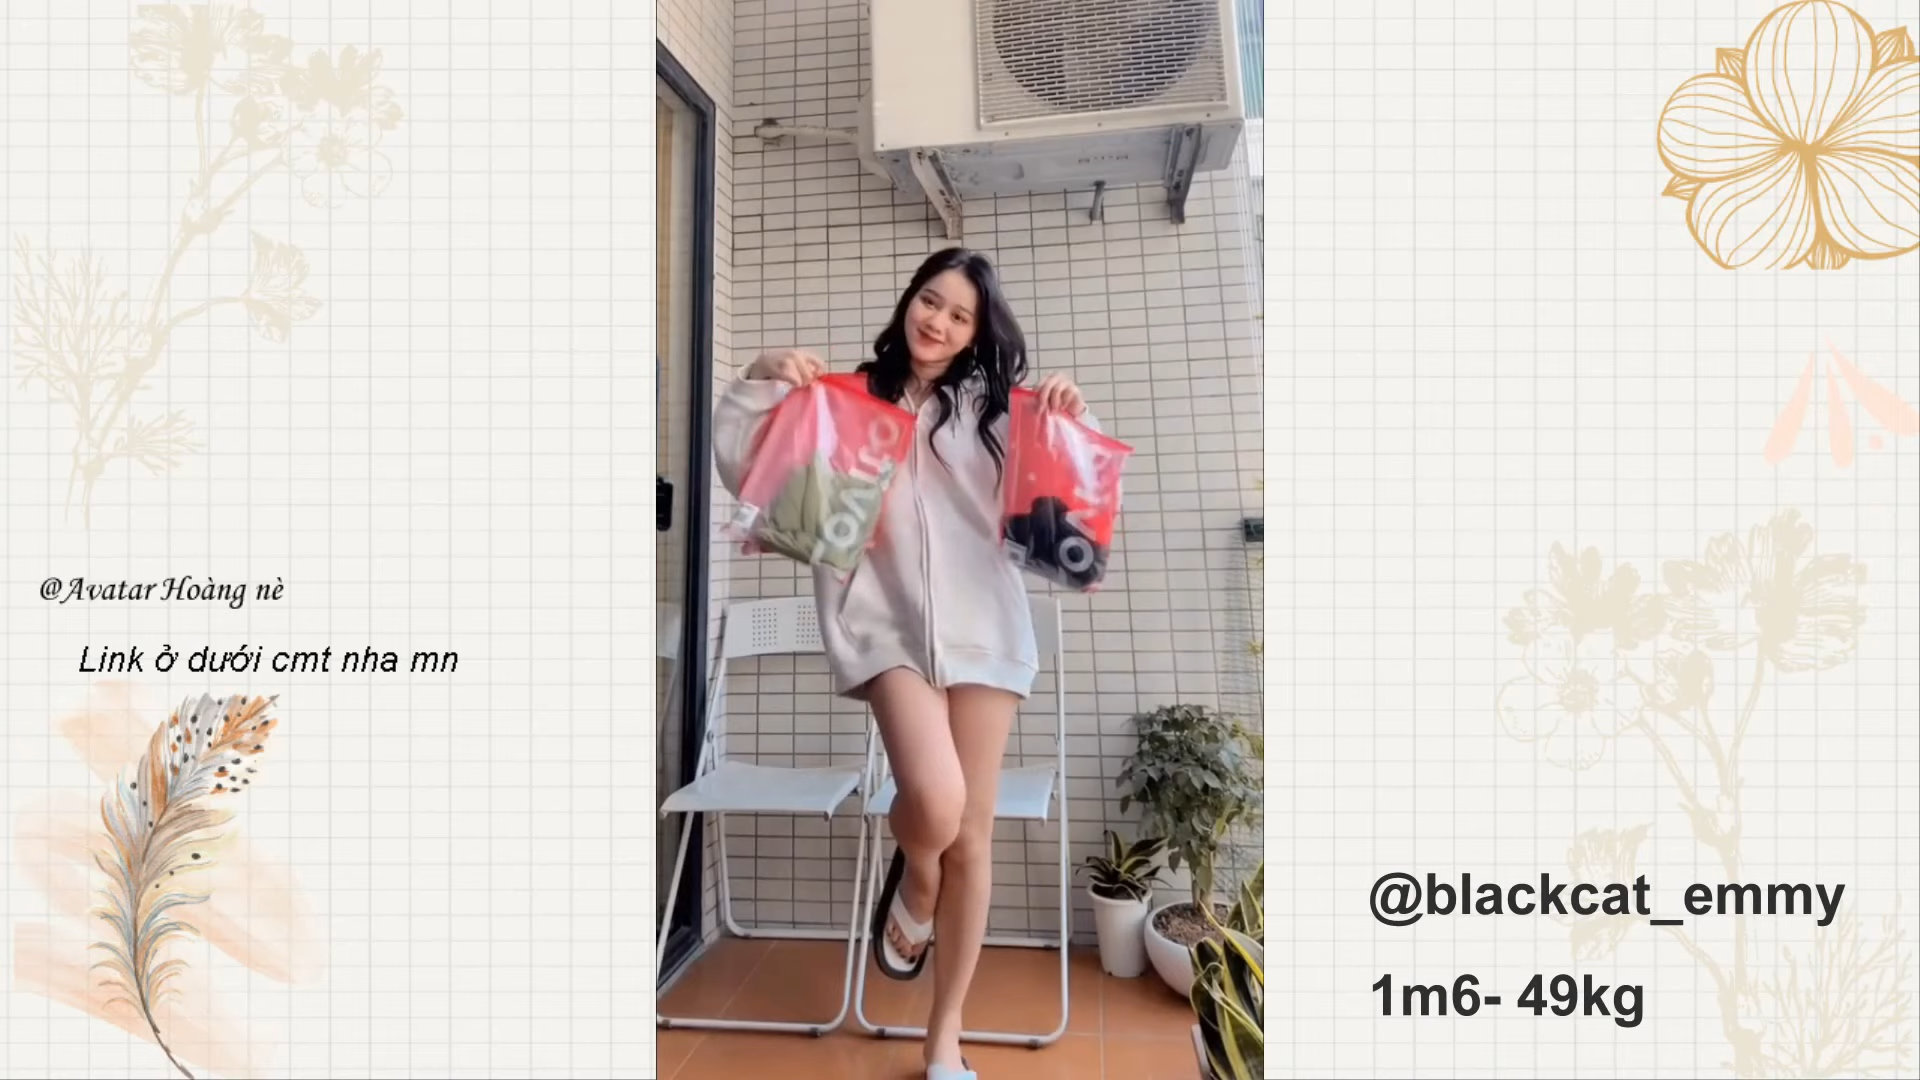 @Avatar Hoàng nè
Link ở dưới cmt nha mn
@blackcat_emmy
1m6- 49kg